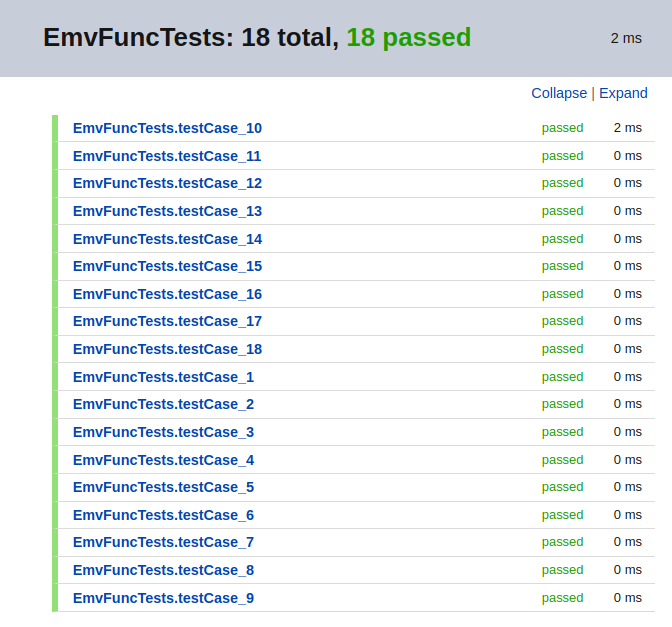 EmvFuncTests: 18 total, 18 passed 2 ms
Collapse | Expand
EmvFuncTests.testCase_10 passed 2 ms
EmvFuncTests.testCase_11 passed 0 ms
EmvFuncTests.testCase_12 passed 0 ms
EmvFuncTests.testCase_13 passed 0 ms
EmvFuncTests.testCase_14 passed 0 ms
EmvFuncTests.testCase_15 passed 0 ms
EmvFuncTests.testCase_16 passed 0 ms
EmvFuncTests.testCase_17 passed 0 ms
EmvFuncTests.testCase_18 passed 0 ms
EmvFuncTests.testCase_1 passed 0 ms
EmvFuncTests.testCase_2 passed 0 ms
EmvFuncTests.testCase_3 passed 0 ms
EmvFuncTests.testCase_4 passed 0 ms
EmvFuncTests.testCase_5 passed 0 ms
EmvFuncTests.testCase_6 passed 0 ms
EmvFuncTests.testCase_7 passed 0 ms
EmvFuncTests.testCase_8 passed 0 ms
EmvFuncTests.testCase_9 passed 0 ms